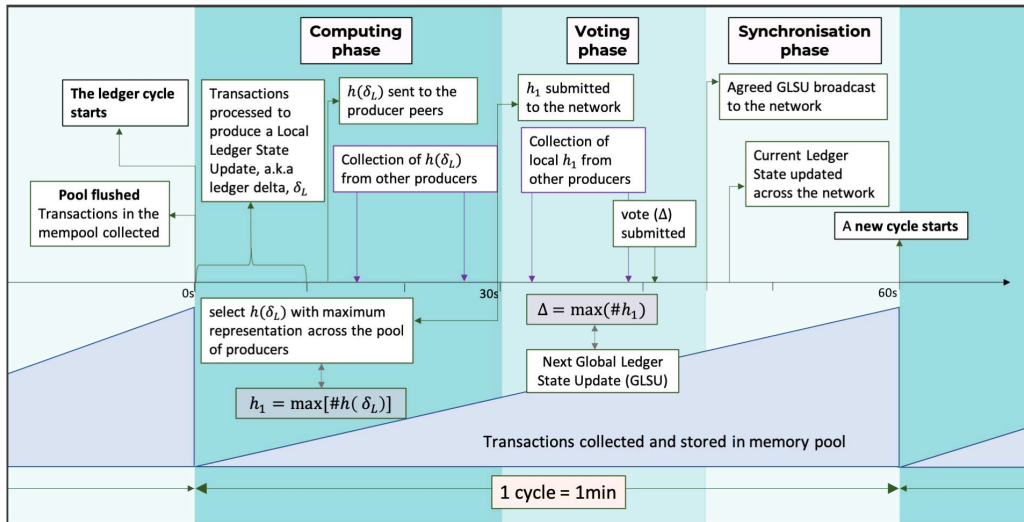 Computing
phase
Voting
phase
Synchronisation
phase
The ledger cycle
starts
Transactions
processed to
produce a Local
Ledger State
Update, a.k.a
ledger delta, δ_L
h(δ_L) sent to the
producer peers
h₁ submitted
to the network
Agreed GLSU broadcast
to the network
Collection of h(δ_L)
from other producers
Collection of
local h₁ from
other producers
Current Ledger
State updated
across the network
Pool flushed
Transactions in the
mempool collected
vote (Δ)
submitted
A new cycle starts
0s
30s
60s
select h(δ_L) with maximum
representation across the pool
of producers
Δ = max(#h₁)
Next Global Ledger
State Update (GLSU)
h₁ = max[#h( δ_L)]
Transactions collected and stored in memory pool
1 cycle = 1min